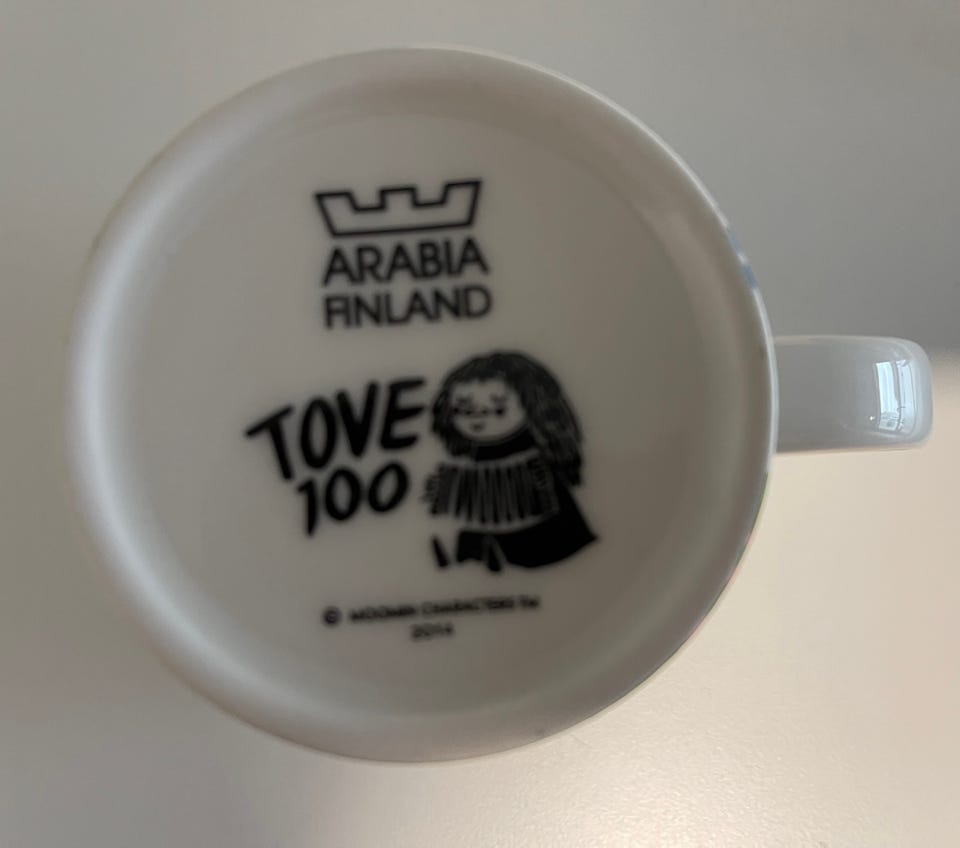 ARABIA
FINLAND
TOVE
100
© MOOMIN CHARACTERS TM
2014